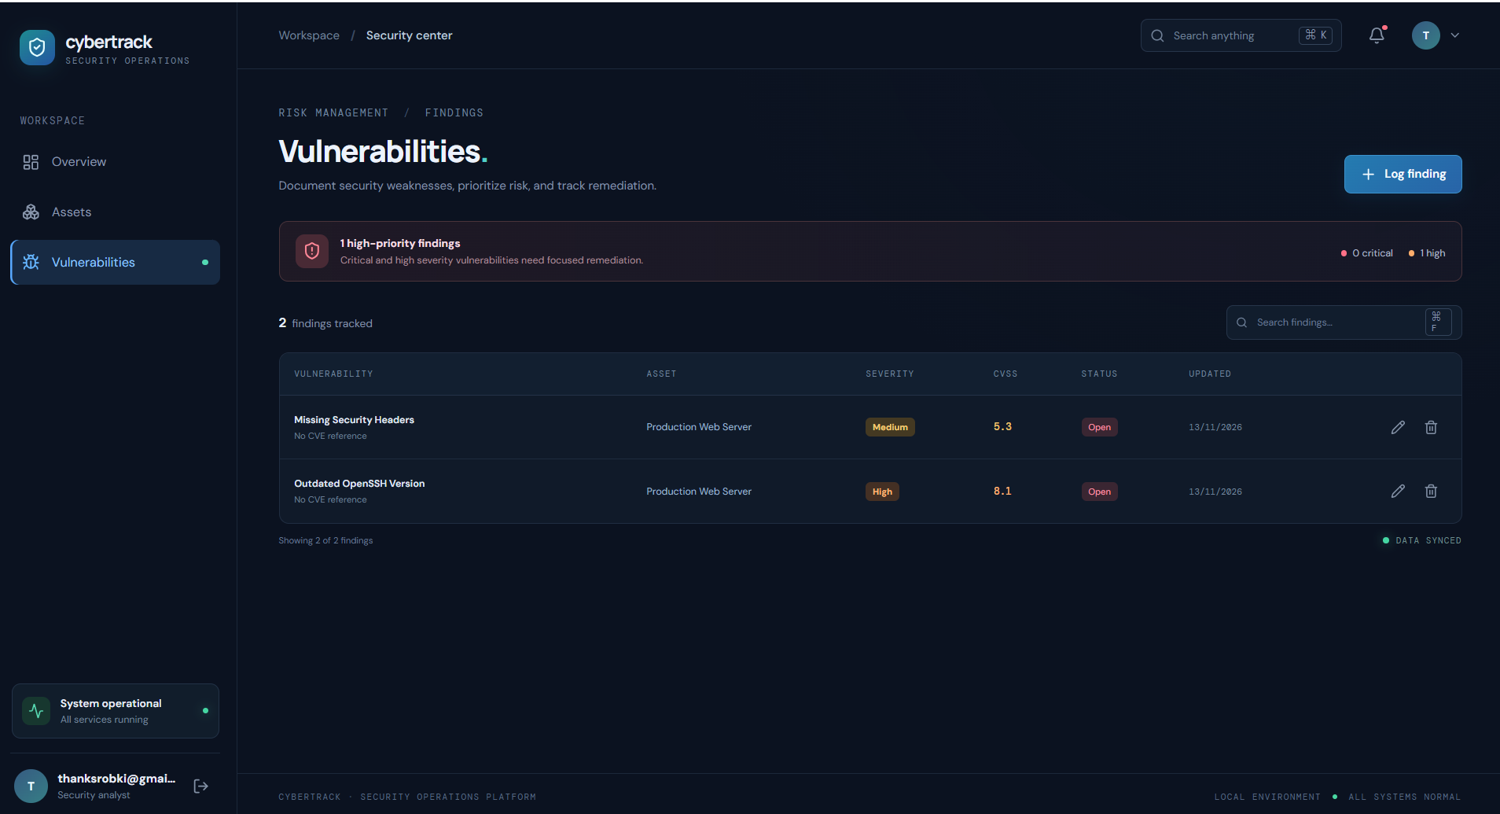 cybertrack
SECURITY OPERATIONS
Workspace / Security center
Search anything ⌘ K
T
WORKSPACE
Overview
Assets
Vulnerabilities
RISK MANAGEMENT / FINDINGS
Vulnerabilities.
Document security weaknesses, prioritize risk, and track remediation.
Log finding
1 high-priority findings
Critical and high severity vulnerabilities need focused remediation.
0 critical 1 high
2 findings tracked
Search findings... ⌘ F
VULNERABILITY ASSET SEVERITY CVSS STATUS UPDATED
Missing Security Headers
No CVE reference
Production Web Server Medium 5.3 Open 13/11/2026
Outdated OpenSSH Version
No CVE reference
Production Web Server High 8.1 Open 13/11/2026
Showing 2 of 2 findings
DATA SYNCED
System operational
All services running
T
thanksrobki@gmai...
Security analyst
CYBERTRACK · SECURITY OPERATIONS PLATFORM
LOCAL ENVIRONMENT ALL SYSTEMS NORMAL